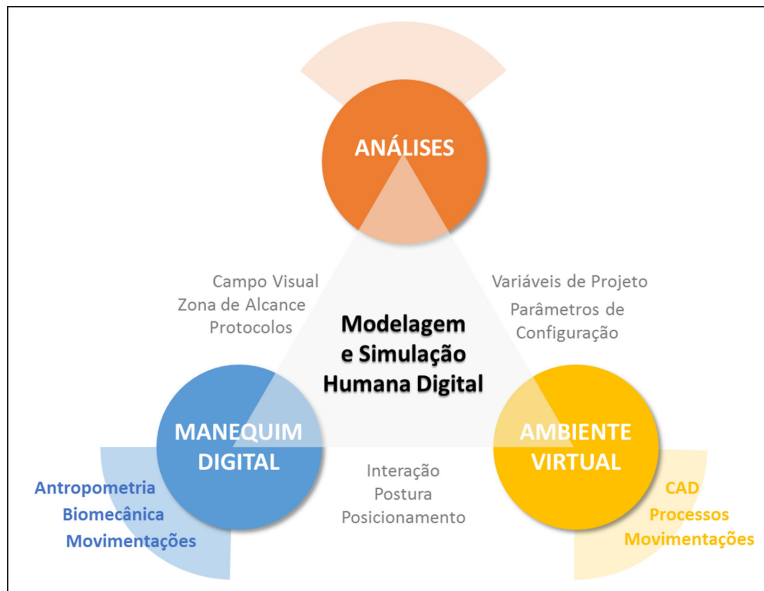 ANÁLISES
Campo Visual
Zona de Alcance
Protocolos
Variáveis de Projeto
Parâmetros de
Configuração
Modelagem
e Simulação
Humana Digital
MANEQUIM
DIGITAL
AMBIENTE
VIRTUAL
Interação
Postura
Posicionamento
Antropometria
Biomecânica
Movimentações
CAD
Processos
Movimentações